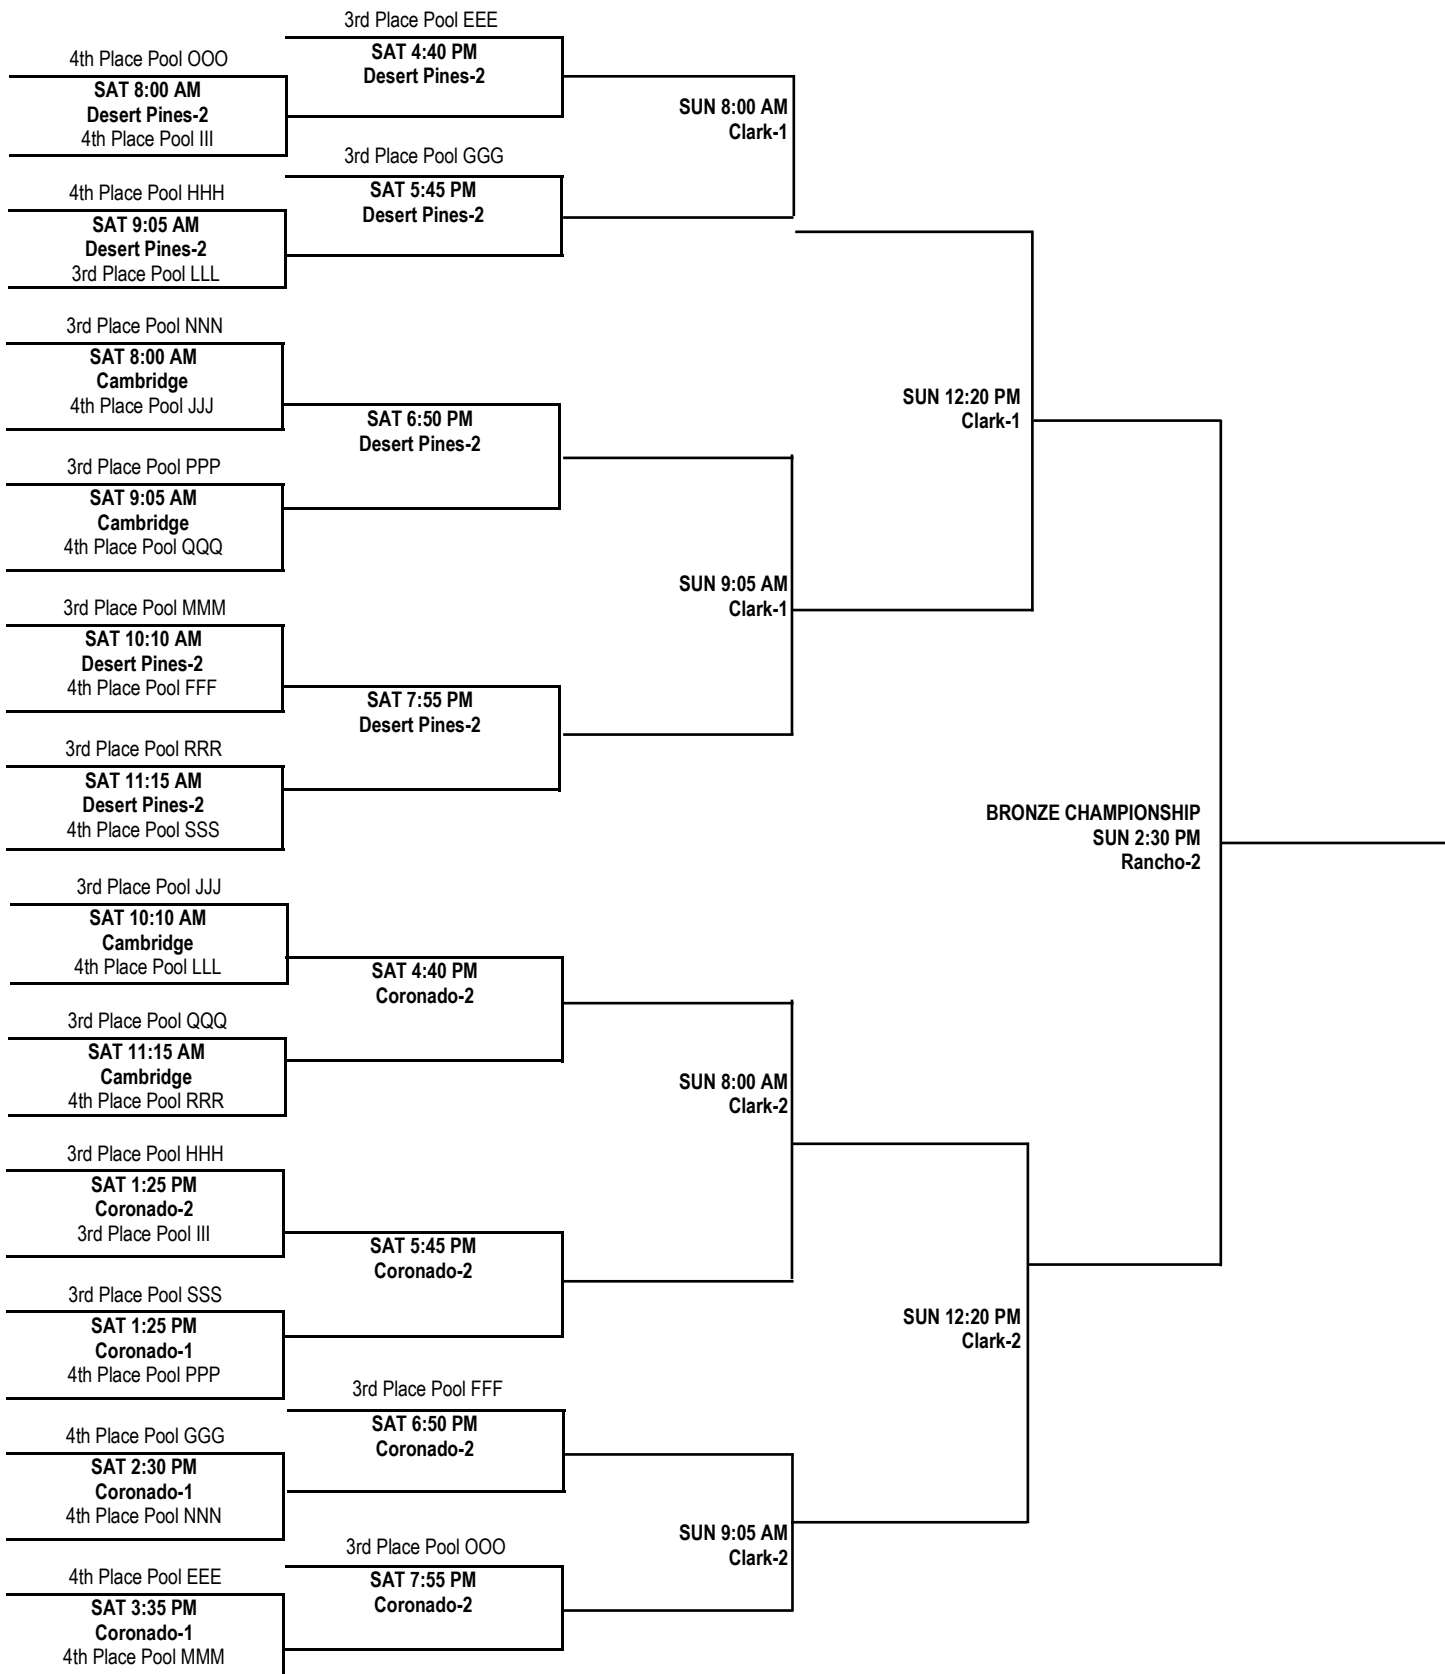 3rd Place Pool EEE
SAT 4:40 PM
Desert Pines-2
4th Place Pool OOO
SAT 8:00 AM
Desert Pines-2
4th Place Pool III
SUN 8:00 AM
Clark-1
3rd Place Pool GGG
SAT 5:45 PM
Desert Pines-2
4th Place Pool HHH
SAT 9:05 AM
Desert Pines-2
3rd Place Pool LLL
3rd Place Pool NNN
SAT 8:00 AM
Cambridge
4th Place Pool JJJ
SUN 12:20 PM
Clark-1
SAT 6:50 PM
Desert Pines-2
3rd Place Pool PPP
SAT 9:05 AM
Cambridge
4th Place Pool QQQ
SUN 9:05 AM
Clark-1
3rd Place Pool MMM
SAT 10:10 AM
Desert Pines-2
4th Place Pool FFF
SAT 7:55 PM
Desert Pines-2
3rd Place Pool RRR
SAT 11:15 AM
Desert Pines-2
4th Place Pool SSS
BRONZE CHAMPIONSHIP
SUN 2:30 PM
Rancho-2
3rd Place Pool JJJ
SAT 10:10 AM
Cambridge
4th Place Pool LLL
SAT 4:40 PM
Coronado-2
3rd Place Pool QQQ
SAT 11:15 AM
Cambridge
4th Place Pool RRR
SUN 8:00 AM
Clark-2
3rd Place Pool HHH
SAT 1:25 PM
Coronado-2
3rd Place Pool III
SAT 5:45 PM
Coronado-2
3rd Place Pool SSS
SAT 1:25 PM
Coronado-1
4th Place Pool PPP
SUN 12:20 PM
Clark-2
3rd Place Pool FFF
SAT 6:50 PM
Coronado-2
4th Place Pool GGG
SAT 2:30 PM
Coronado-1
4th Place Pool NNN
SUN 9:05 AM
Clark-2
3rd Place Pool OOO
SAT 7:55 PM
Coronado-2
4th Place Pool EEE
SAT 3:35 PM
Coronado-1
4th Place Pool MMM